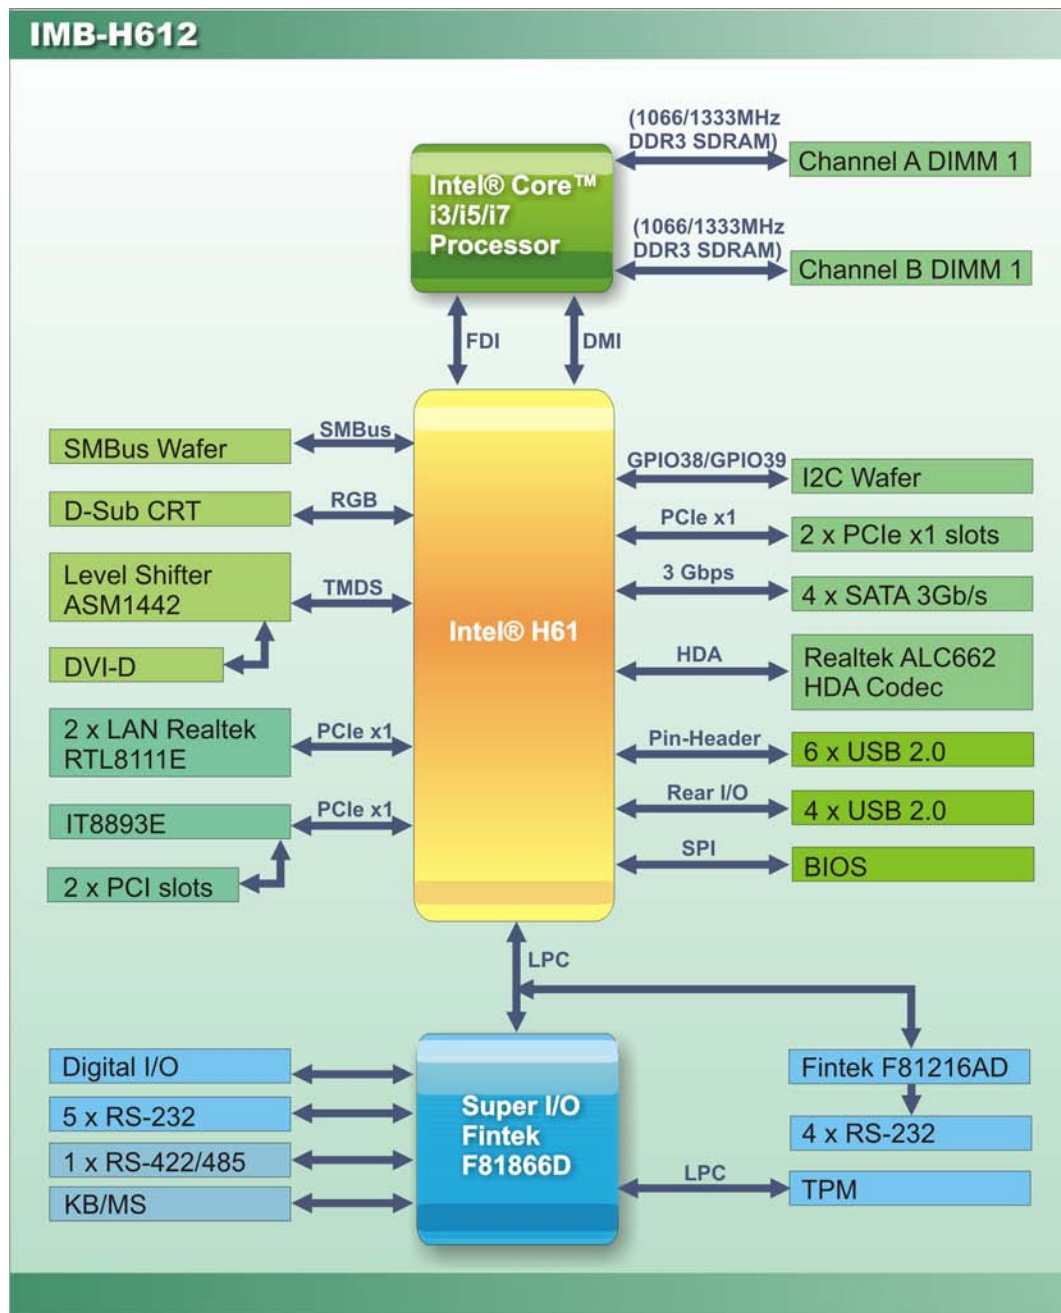 IMB-H612
(1066/1333MHz
DDR3 SDRAM)
Channel A DIMM 1
Intel® Core™
i3/i5/i7
Processor
(1066/1333MHz
DDR3 SDRAM)
Channel B DIMM 1
FDI
DMI
SMBus Wafer
SMBus
D-Sub CRT
RGB
Level Shifter
ASM1442
TMDS
DVI-D
2 x LAN Realtek
RTL8111E
PCIe x1
IT8893E
PCIe x1
2 x PCI slots
Intel® H61
GPIO38/GPIO39
I2C Wafer
PCIe x1
2 x PCIe x1 slots
3 Gbps
4 x SATA 3Gb/s
HDA
Realtek ALC662
HDA Codec
Pin-Header
6 x USB 2.0
Rear I/O
4 x USB 2.0
SPI
BIOS
LPC
Digital I/O
5 x RS-232
1 x RS-422/485
KB/MS
Super I/O
Fintek
F81866D
Fintek F81216AD
4 x RS-232
LPC
TPM